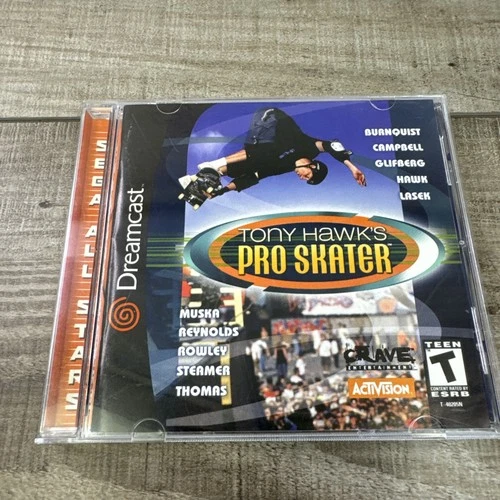 SEGA ALL STARS
Dreamcast
BURNQUIST
CAMPBELL
GLIFBERG
HAWK
LASEK
TONY HAWK'S
PRO SKATER
MUSKA
REYNOLDS
ROWLEY
STEAMER
THOMAS
CRAVE
ENTERTAINMENT
ACTIVISION
TEEN
T
CONTENT RATED BY
ESRB
T-40205N